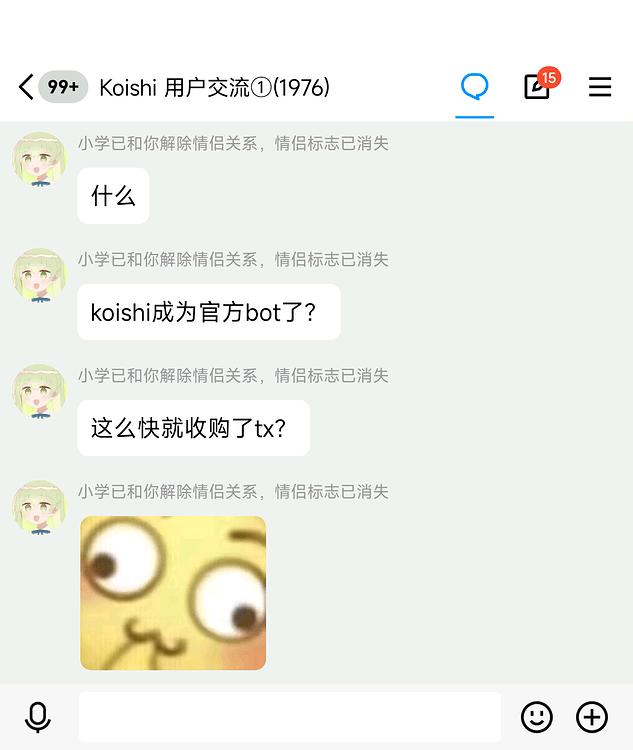 99+
Koishi 用户交流①(1976)
15
小学已和你解除情侣关系，情侣标志已消失
什么
小学已和你解除情侣关系，情侣标志已消失
koishi成为官方bot了？
小学已和你解除情侣关系，情侣标志已消失
这么快就收购了tx？
小学已和你解除情侣关系，情侣标志已消失